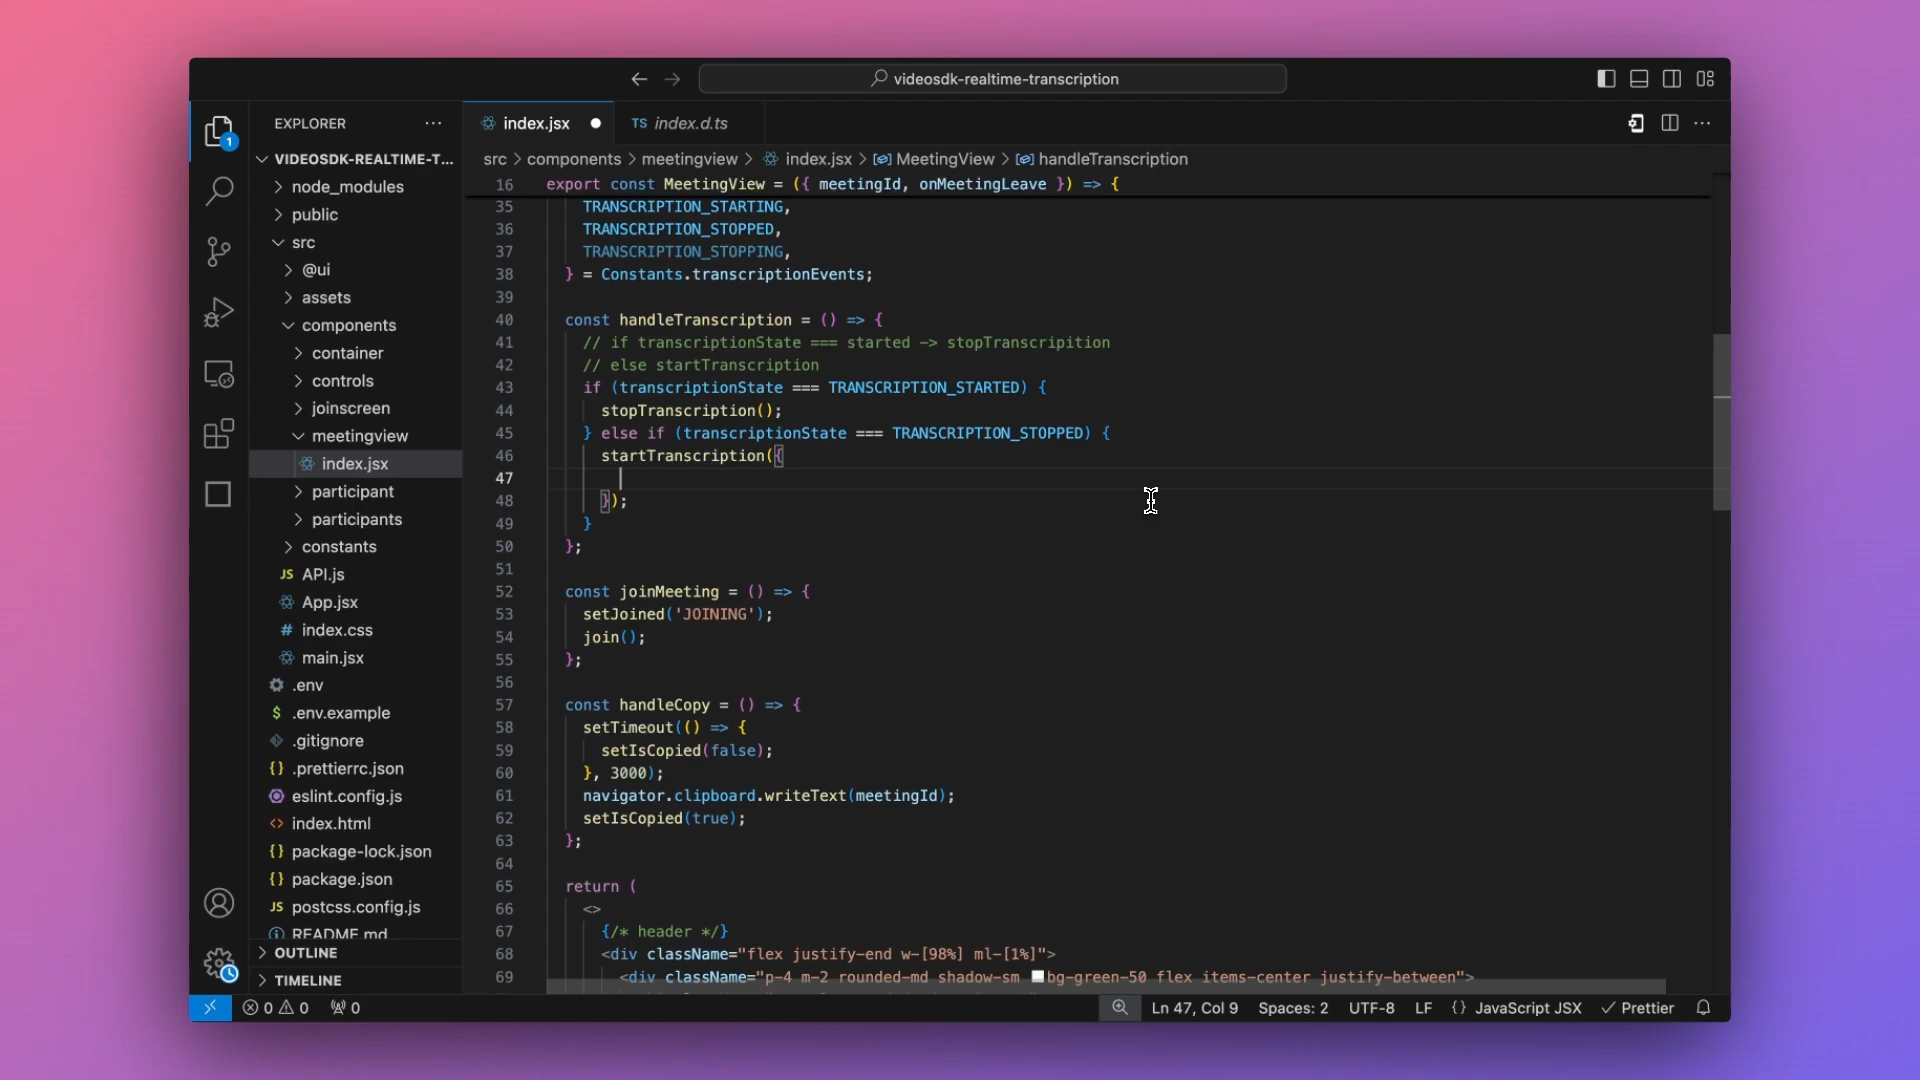 videosdk-realtime-transcription
1
EXPLORER
index.jsx
TS index.d.ts
VIDEOSDK-REALTIME-T...
node_modules
public
src
@ui
assets
components
container
controls
joinscreen
meetingview
index.jsx
participant
participants
constants
JS API.js
App.jsx
# index.css
main.jsx
.env
$ .env.example
.gitignore
{} .prettierrc.json
eslint.config.js
<> index.html
{} package-lock.json
{} package.json
JS postcss.config.js
README.md
OUTLINE
TIMELINE
src > components > meetingview > index.jsx > MeetingView > handleTranscription
16 export const MeetingView = ({ meetingId, onMeetingLeave }) => {
35 TRANSCRIPTION_STARTING,
36 TRANSCRIPTION_STOPPED,
37 TRANSCRIPTION_STOPPING,
38 } = Constants.transcriptionEvents;
39
40 const handleTranscription = () => {
41 // if transcriptionState === started -> stopTranscripition
42 // else startTranscription
43 if (transcriptionState === TRANSCRIPTION_STARTED) {
44 stopTranscription();
45 } else if (transcriptionState === TRANSCRIPTION_STOPPED) {
46 startTranscription({
47
48 });
49 }
50 };
51
52 const joinMeeting = () => {
53 setJoined('JOINING');
54 join();
55 };
56
57 const handleCopy = () => {
58 setTimeout(() => {
59 setIsCopied(false);
60 }, 3000);
61 navigator.clipboard.writeText(meetingId);
62 setIsCopied(true);
63 };
64
65 return (
66 <>
67 {/* header */}
68 <div className="flex justify-end w-[98%] ml-[1%]">
69 <div className="p-4 m-2 rounded-md shadow-sm bg-green-50 flex items-center justify-between">
0 0 0 Ln 47, Col 9 Spaces: 2 UTF-8 LF {} JavaScript JSX Prettier